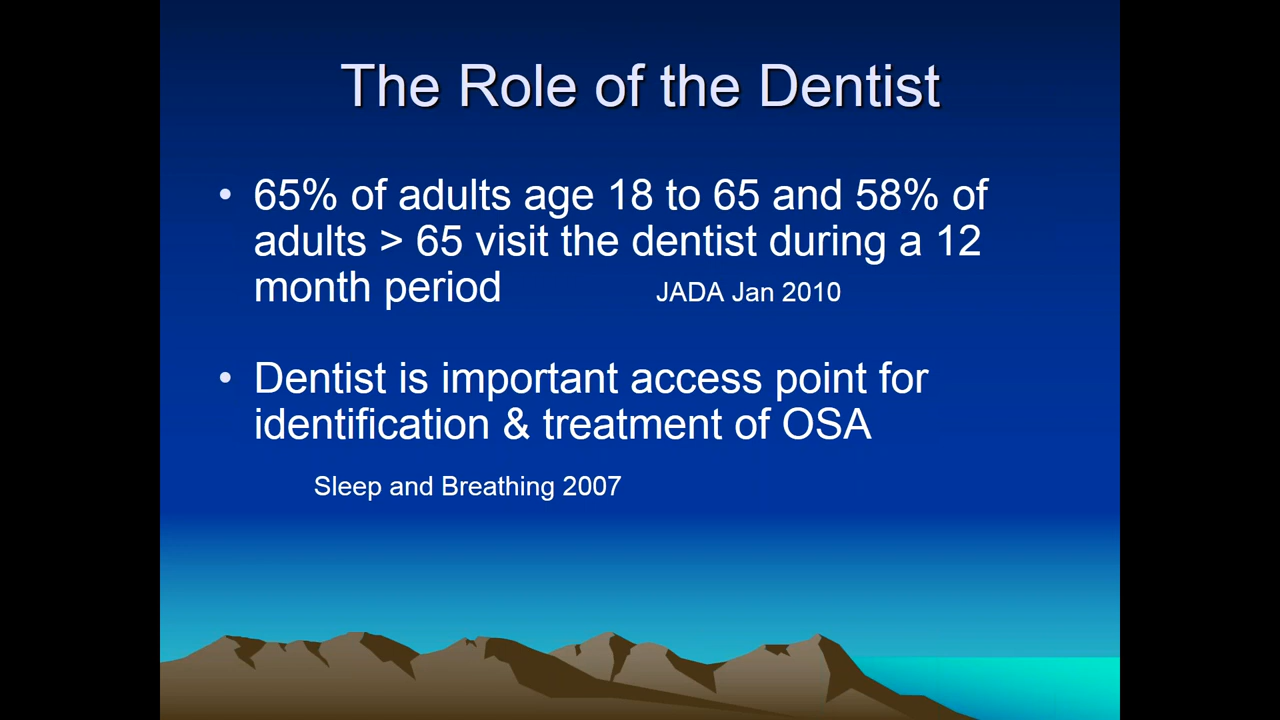 The Role of the Dentist
• 65% of adults age 18 to 65 and 58% of
adults > 65 visit the dentist during a 12
month period JADA Jan 2010
• Dentist is important access point for
identification & treatment of OSA
Sleep and Breathing 2007